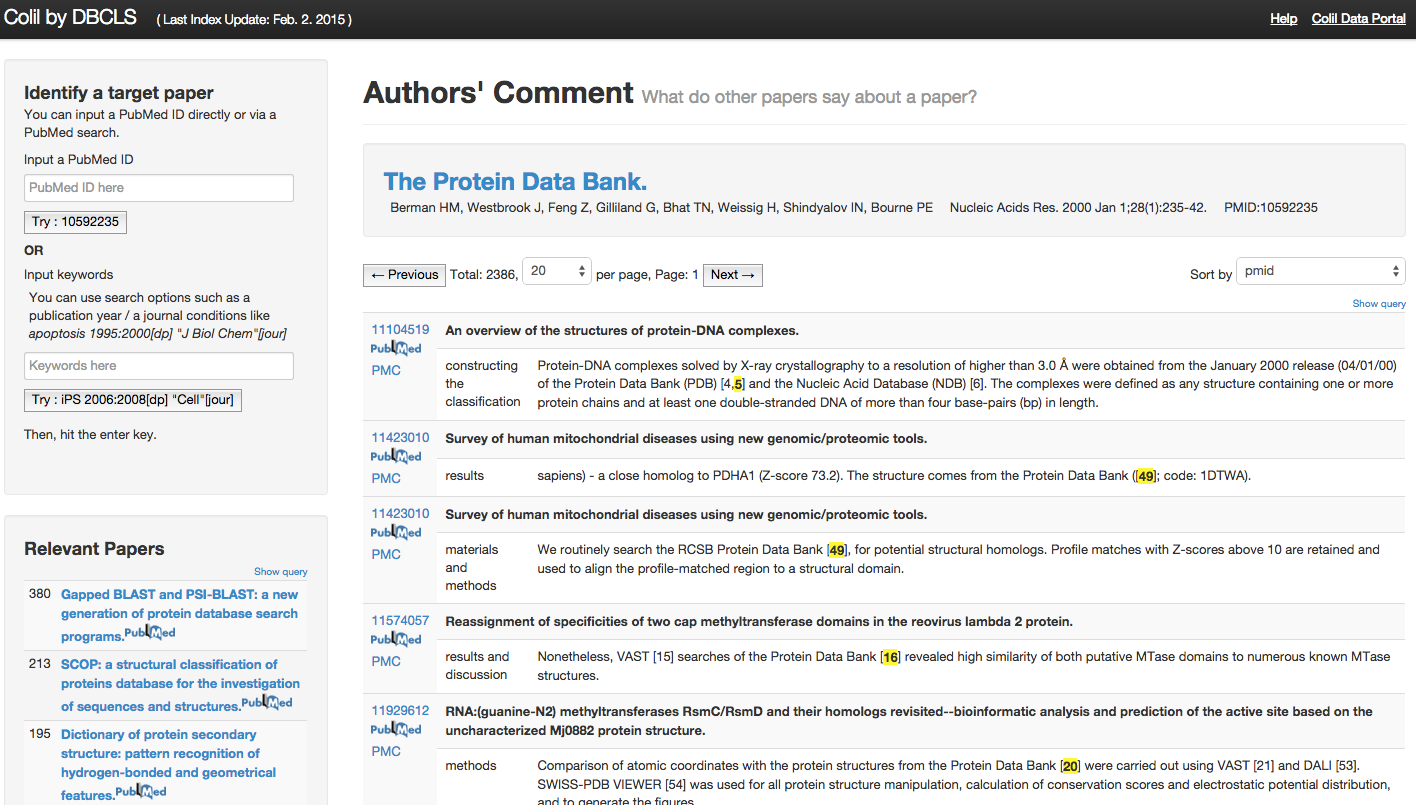 Colil by DBCLS ( Last Index Update: Feb. 2. 2015 )
Help Colil Data Portal
Identify a target paper
You can input a PubMed ID directly or via a
PubMed search.
Input a PubMed ID
PubMed ID here
Try : 10592235
OR
Input keywords
You can use search options such as a
publication year / a journal conditions like
apoptosis 1995:2000[dp] "J Biol Chem"[jour]
Keywords here
Try : iPS 2006:2008[dp] "Cell"[jour]
Then, hit the enter key.
Relevant Papers
Show query
380 Gapped BLAST and PSI-BLAST: a new
generation of protein database search
programs. PubMed
213 SCOP: a structural classification of
proteins database for the investigation
of sequences and structures. PubMed
195 Dictionary of protein secondary
structure: pattern recognition of
hydrogen-bonded and geometrical
features. PubMed
Authors' Comment What do other papers say about a paper?
The Protein Data Bank.
Berman HM, Westbrook J, Feng Z, Gilliland G, Bhat TN, Weissig H, Shindyalov IN, Bourne PE Nucleic Acids Res. 2000 Jan 1;28(1):235-42. PMID:10592235
← Previous Total: 2386, 20 per page, Page: 1 Next →
Sort by pmid
Show query
11104519
PubMed
PMC
An overview of the structures of protein-DNA complexes.
constructing
the
classification
Protein-DNA complexes solved by X-ray crystallography to a resolution of higher than 3.0 Å were obtained from the January 2000 release (04/01/00)
of the Protein Data Bank (PDB) [4,5] and the Nucleic Acid Database (NDB) [6]. The complexes were defined as any structure containing one or more
protein chains and at least one double-stranded DNA of more than four base-pairs (bp) in length.
11423010
PubMed
PMC
Survey of human mitochondrial diseases using new genomic/proteomic tools.
results
sapiens) - a close homolog to PDHA1 (Z-score 73.2). The structure comes from the Protein Data Bank ([49]; code: 1DTWA).
11423010
PubMed
PMC
Survey of human mitochondrial diseases using new genomic/proteomic tools.
materials
and
methods
We routinely search the RCSB Protein Data Bank [49], for potential structural homologs. Profile matches with Z-scores above 10 are retained and
used to align the profile-matched region to a structural domain.
11574057
PubMed
PMC
Reassignment of specificities of two cap methyltransferase domains in the reovirus lambda 2 protein.
results and
discussion
Nonetheless, VAST [15] searches of the Protein Data Bank [16] revealed high similarity of both putative MTase domains to numerous known MTase
structures.
11929612
PubMed
PMC
RNA:(guanine-N2) methyltransferases RsmC/RsmD and their homologs revisited--bioinformatic analysis and prediction of the active site based on the
uncharacterized Mj0882 protein structure.
methods
Comparison of atomic coordinates with the protein structures from the Protein Data Bank [20] were carried out using VAST [21] and DALI [53].
SWISS-PDB VIEWER [54] was used for all protein structure manipulation, calculation of conservation scores and electrostatic potential distribution,
and to generate the figures.